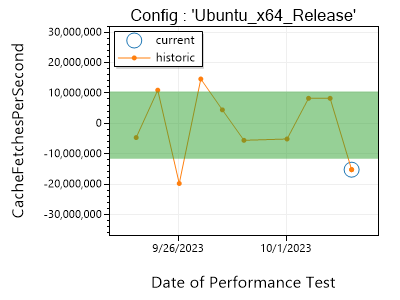 Config : 'Ubuntu_x64_Release'
current
historic
CacheFetchesPerSecond
30,000,000
20,000,000
10,000,000
0
-10,000,000
-20,000,000
-30,000,000
9/26/2023
10/1/2023
Date of Performance Test